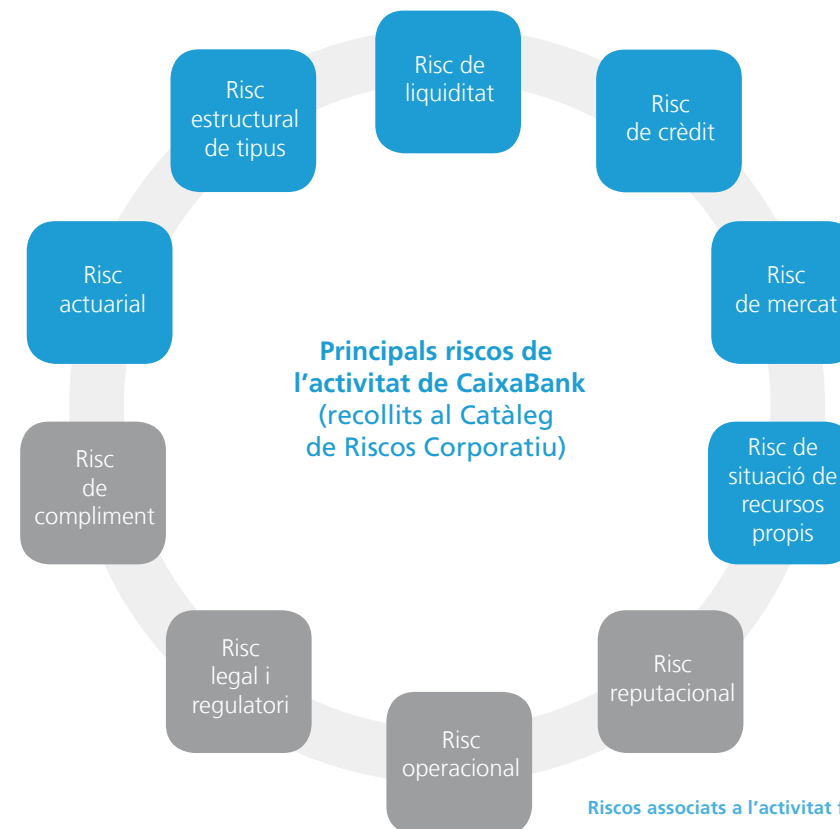 Risc de
liquiditat
Risc
de crèdit
Risc
de mercat
Risc de
situació de
recursos
propis
Risc
reputacional
Risc
operacional
Risc
legal i
regulatori
Risc
de
compliment
Risc
actuarial
Risc
estructural
de tipus
Principals riscos de
l’activitat de CaixaBank
(recollits al Catàleg
de Riscos Corporatiu)
Riscos associats a l’activitat